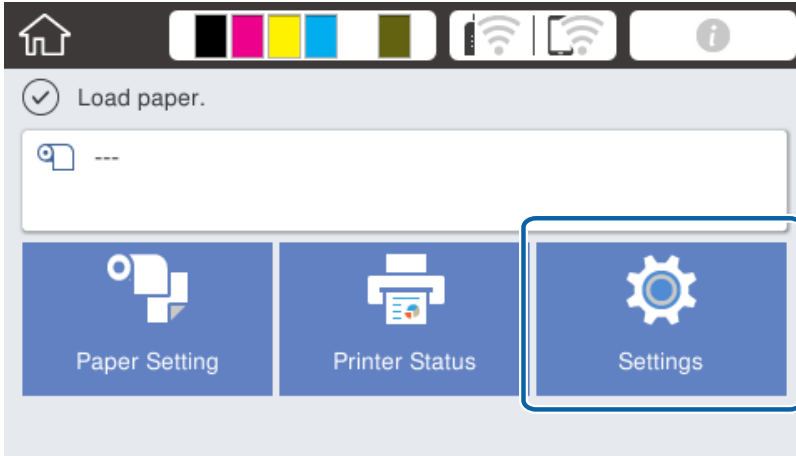 Load paper.
---
Paper Setting
Printer Status
Settings